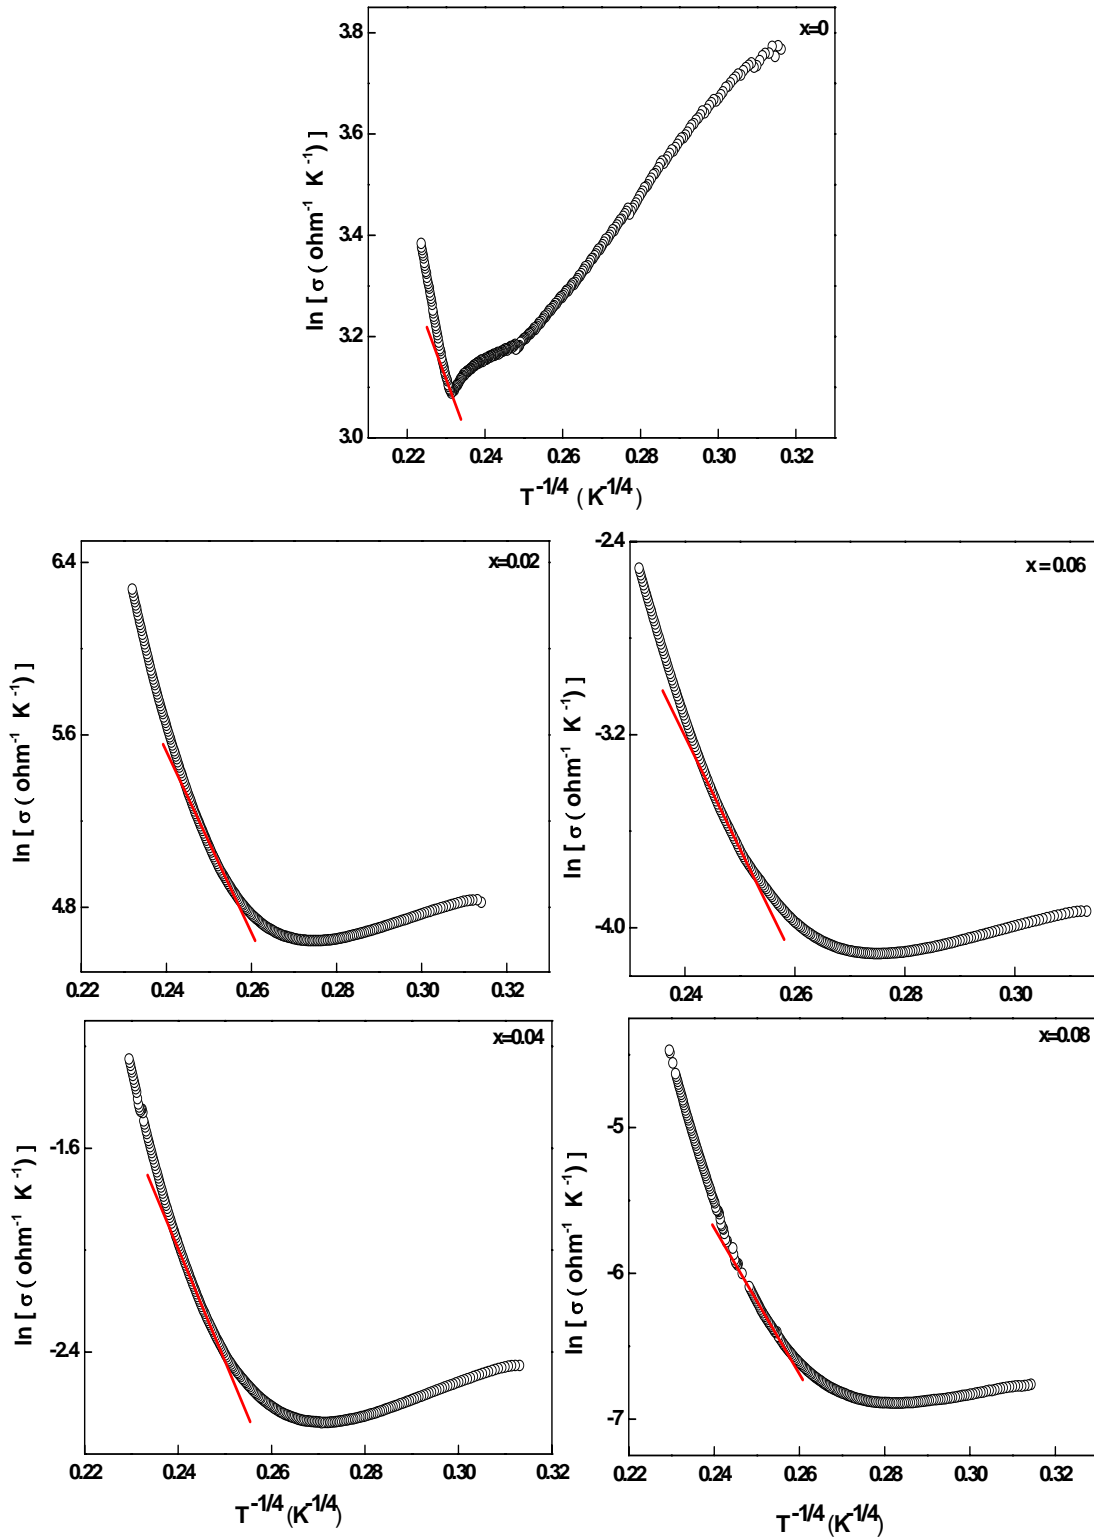 x=0
3.8
3.6
3.4
3.2
3.0
ln [ σ ( ohm-1 K-1) ]
0.22 0.24 0.26 0.28 0.30 0.32
T-1/4 (K-1/4)
x=0.02
6.4
5.6
4.8
ln [ σ ( ohm-1 K-1) ]
0.22 0.24 0.26 0.28 0.30 0.32
x = 0.06
-2.4
-3.2
-4.0
ln [ σ ( ohm-1 K-1) ]
0.24 0.26 0.28 0.30
x=0.04
-1.6
-2.4
ln [ σ ( ohm-1 K-1) ]
0.22 0.24 0.26 0.28 0.30 0.32
T-1/4 (K-1/4)
x=0.08
-5
-6
-7
ln [ σ ( ohm-1 K-1) ]
0.22 0.24 0.26 0.28 0.30 0.32
T-1/4 (K-1/4)